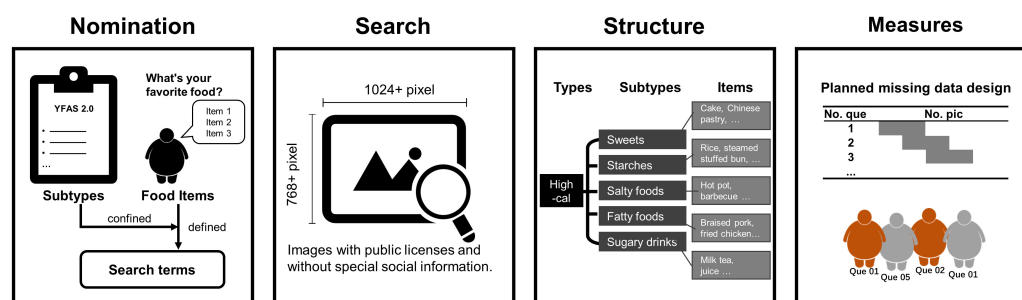 Nomination
Search
Structure
Measures
YFAS 2.0
...
What's your
favorite food?
Item 1
Item 2
Item 3
Subtypes
Food Items
confined
defined
Search terms
1024+ pixel
768+ pixel
Images with public licenses and
without special social information.
Types
Subtypes
Items
High
-cal
Sweets
Starches
Salty foods
Fatty foods
Sugary drinks
Cake, Chinese
pastry, …
Rice, steamed
stuffed bun, …
Hot pot,
barbecue …
Braised pork,
fried chicken…
Milk tea,
juice …
Planned missing data design
No. que No. pic
1
2
3
...
Que 01
Que 05
Que 02
Que 01